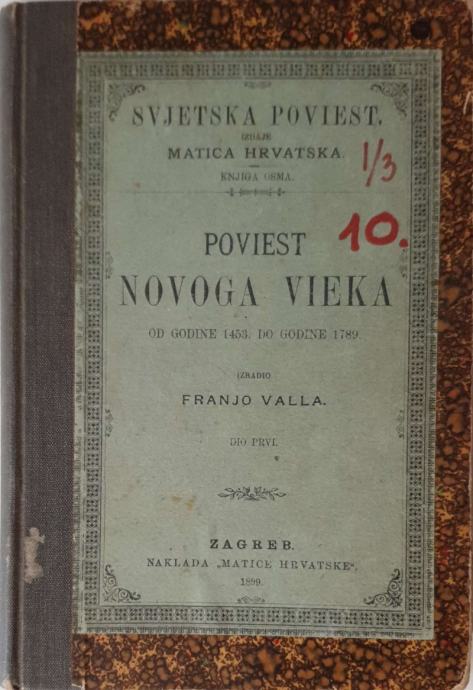 SVJETSKA POVIEST.
IZDAJE
MATICA HRVATSKA.
KNJIGA OSMA.
1/3
10.
POVIEST
NOVOGA VIEKA
OD GODINE 1453. DO GODINE 1789.
IZRADIO
FRANJO VALLA.
DIO PRVI.
ZAGREB.
NAKLADA „MATICE HRVATSKE“.
1899.